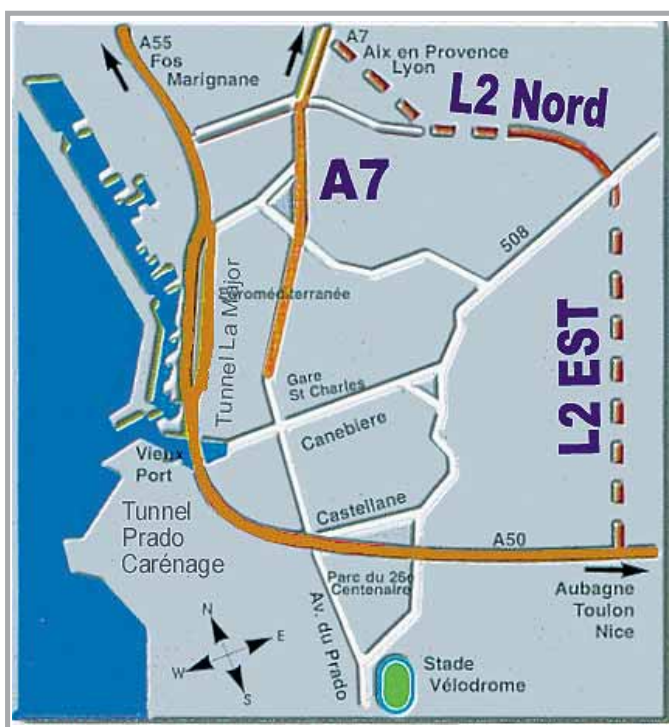 A55
Fos
Marignane
A7
Aix en Provence
Lyon
L2 Nord
A7
508
Euroméditerranée
Tunnel La Major
L2 EST
Gare
St Charles
Canebiere
Vieux
Port
Castellane
Tunnel
Prado
Carénage
A50
Parc du 26e
Centenaire
Aubagne
Toulon
Nice
Av. du Prado
N
E
W
S
Stade
Vélodrome